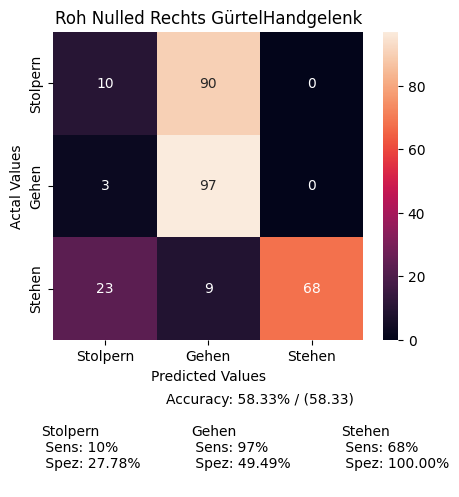 Roh Nulled Rechts GürtelHandgelenk
Actal Values
Stolpern
10 90 0
Gehen
3 97 0
Stehen
23 9 68
Stolpern Gehen Stehen
Predicted Values
80
60
40
20
0
Accuracy: 58.33% / (58.33)
Stolpern Gehen Stehen
Sens: 10% Sens: 97% Sens: 68%
Spez: 27.78% Spez: 49.49% Spez: 100.00%